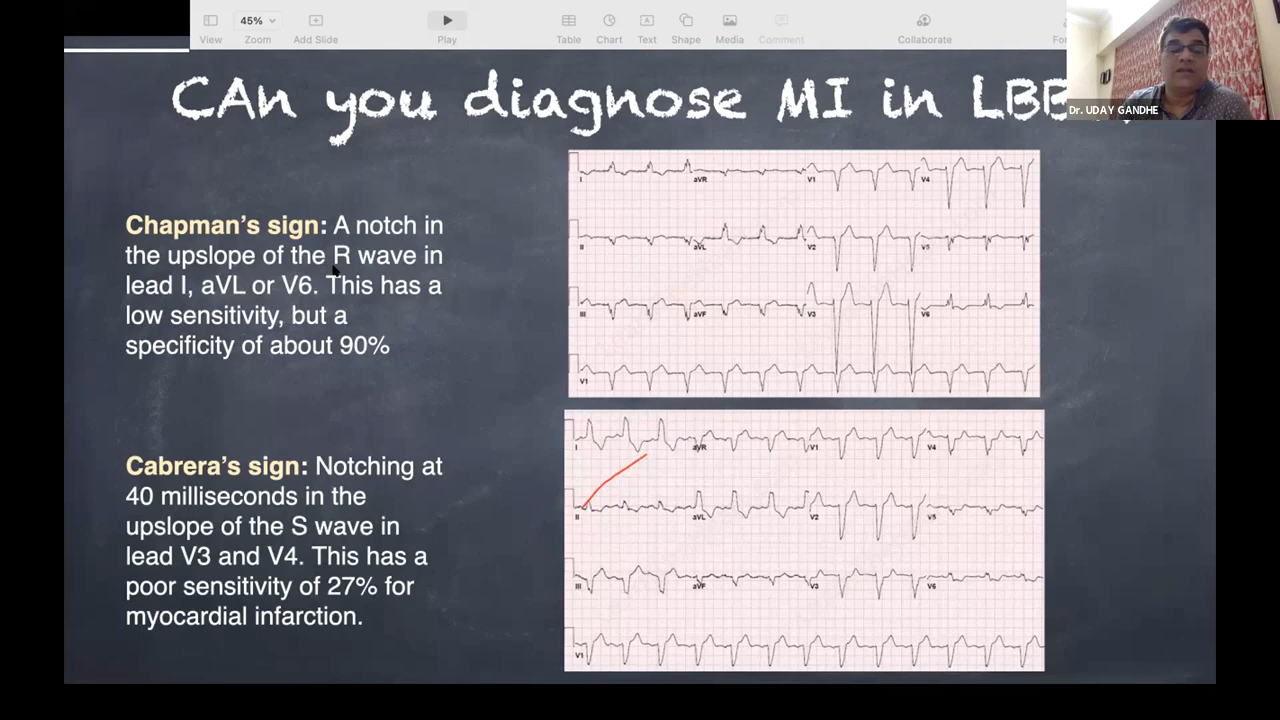 45%
View
Zoom
Add Slide
Play
Table
Chart
Text
Shape
Media
Comment
Collaborate
Dr. UDAY GANDHE
CAn you diagnose MI in
Chapman's sign: A notch in
the upslope of the R wave in
lead I, aVL or V6. This has a
low sensitivity, but a
specificity of about 90%
I aVR V1 V4
II aVL V2 V5
III aVF V3 V6
V1
Cabrera's sign: Notching at
40 milliseconds in the
upslope of the S wave in
lead V3 and V4. This has a
poor sensitivity of 27% for
myocardial infarction.
I aVR V1 V4
II aVL V2 V5
III aVF V3 V6
V1